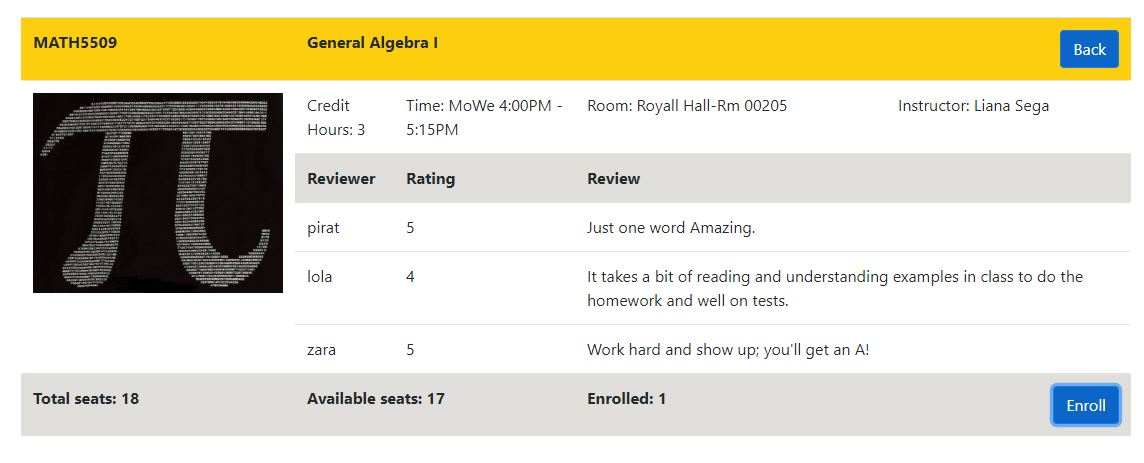 MATH5509
General Algebra I
Back
Credit
Hours: 3
Time: MoWe 4:00PM -
5:15PM
Room: Royall Hall-Rm 00205
Instructor: Liana Sega
Reviewer Rating Review
pirat 5 Just one word Amazing.
lola 4 It takes a bit of reading and understanding examples in class to do the
homework and well on tests.
zara 5 Work hard and show up; you'll get an A!
Total seats: 18 Available seats: 17 Enrolled: 1 Enroll